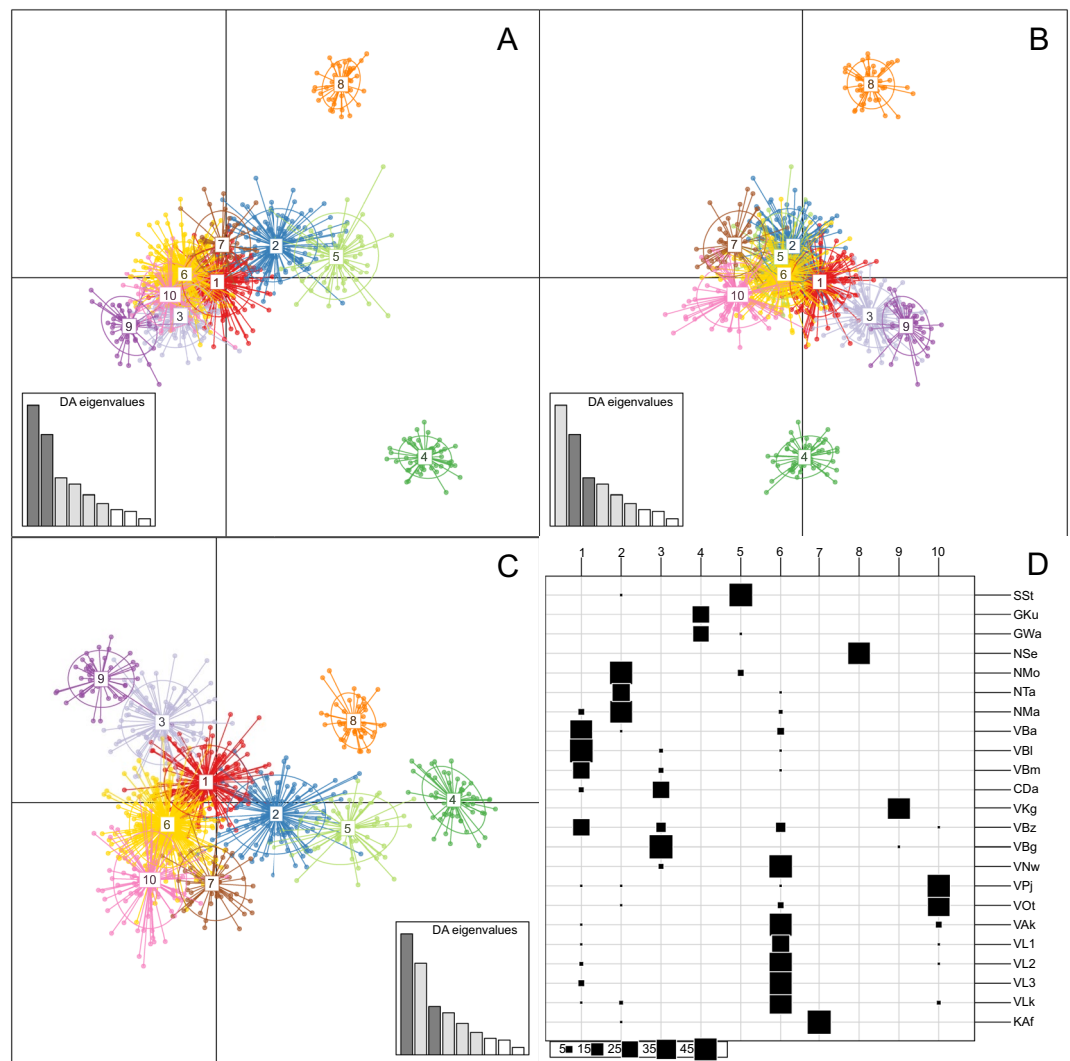 A
8
7
2
5
6
1
10
3
9
4
DA eigenvalues
B
8
7
2
5
6
10
1
3
9
4
DA eigenvalues
C
9
3
8
1
4
6
2
5
10
7
DA eigenvalues
D
1 2 3 4 5 6 7 8 9 10
SSt
GKu
GWa
NSe
NMo
NTa
NMa
VBa
VBl
VBm
CDa
VKg
VBz
VBg
VNw
VPj
VOt
VAk
VL1
VL2
VL3
VLk
KAf
5 15 25 35 45